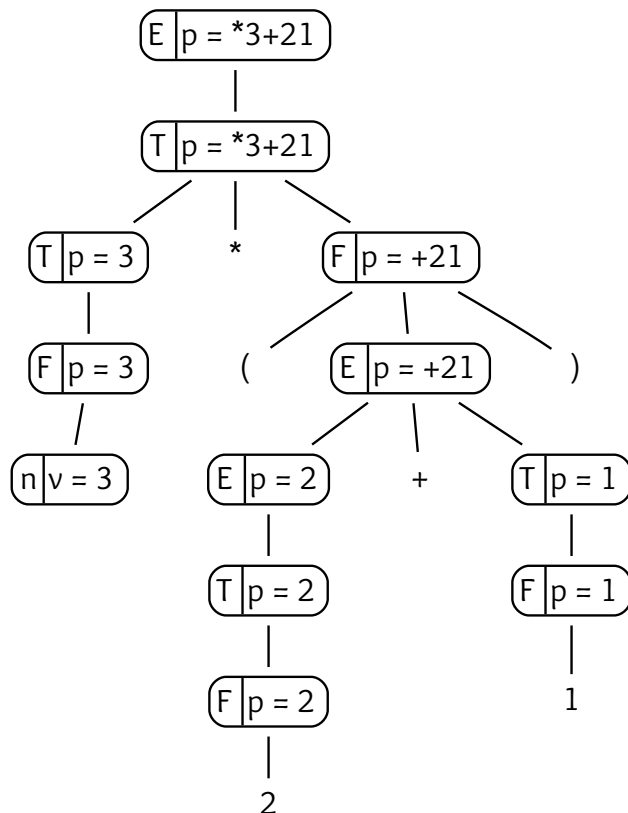 E p = *3+21
T p = *3+21
T p = 3 * F p = +21
F p = 3 ( E p = +21 )
n ν = 3 E p = 2 + T p = 1
T p = 2 F p = 1
F p = 2 1
2